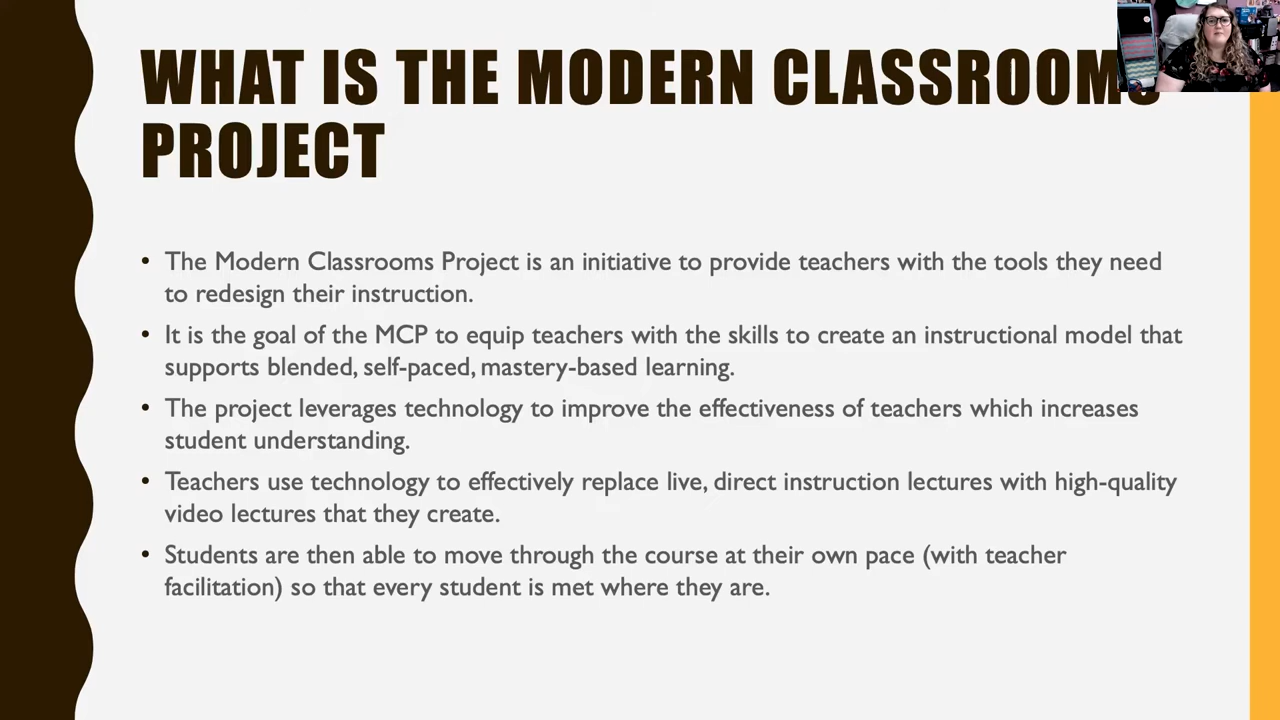 WHAT IS THE MODERN CLASSROOMS
PROJECT
• The Modern Classrooms Project is an initiative to provide teachers with the tools they need
to redesign their instruction.
• It is the goal of the MCP to equip teachers with the skills to create an instructional model that
supports blended, self-paced, mastery-based learning.
• The project leverages technology to improve the effectiveness of teachers which increases
student understanding.
• Teachers use technology to effectively replace live, direct instruction lectures with high-quality
video lectures that they create.
• Students are then able to move through the course at their own pace (with teacher
facilitation) so that every student is met where they are.